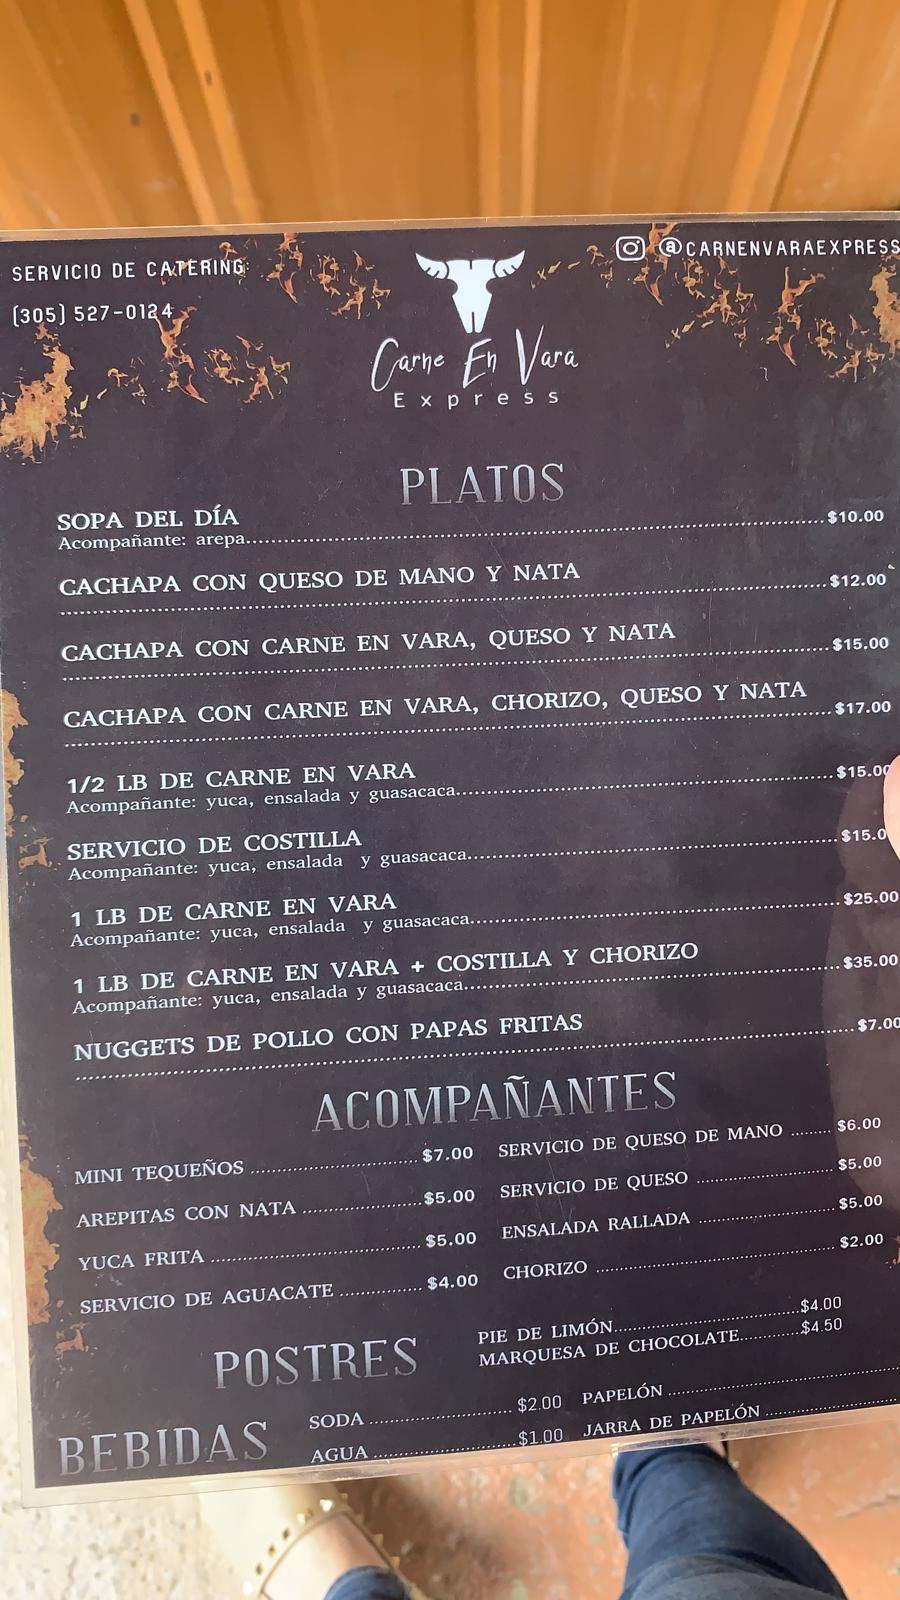 SERVICIO DE CATERING
(305) 527-0124
@CARNENVARAEXPRESS
Carne En Vara
Express
PLATOS
SOPA DEL DÍA
Acompañante: arepa................$10.00
CACHAPA CON QUESO DE MANO Y NATA
................$12.00
CACHAPA CON CARNE EN VARA, QUESO Y NATA
................$15.00
CACHAPA CON CARNE EN VARA, CHORIZO, QUESO Y NATA
................$17.00
1/2 LB DE CARNE EN VARA
Acompañante: yuca, ensalada y guasacaca................$15.00
SERVICIO DE COSTILLA
Acompañante: yuca, ensalada y guasacaca................$15.0
1 LB DE CARNE EN VARA
Acompañante: yuca, ensalada y guasacaca................$25.00
1 LB DE CARNE EN VARA + COSTILLA Y CHORIZO
Acompañante: yuca, ensalada y guasacaca................$35.00
NUGGETS DE POLLO CON PAPAS FRITAS
................$7.00
ACOMPAÑANTES
MINI TEQUEÑOS ................$7.00
AREPITAS CON NATA ................$5.00
YUCA FRITA ................$5.00
SERVICIO DE AGUACATE ................$4.00
SERVICIO DE QUESO DE MANO ........$6.00
SERVICIO DE QUESO ................$5.00
ENSALADA RALLADA ................$5.00
CHORIZO ................$2.00
POSTRES
PIE DE LIMÓN................$4.00
MARQUESA DE CHOCOLATE............$4.50
BEBIDAS
SODA ................$2.00
AGUA ................$1.00
PAPELÓN ................
JARRA DE PAPELÓN ................